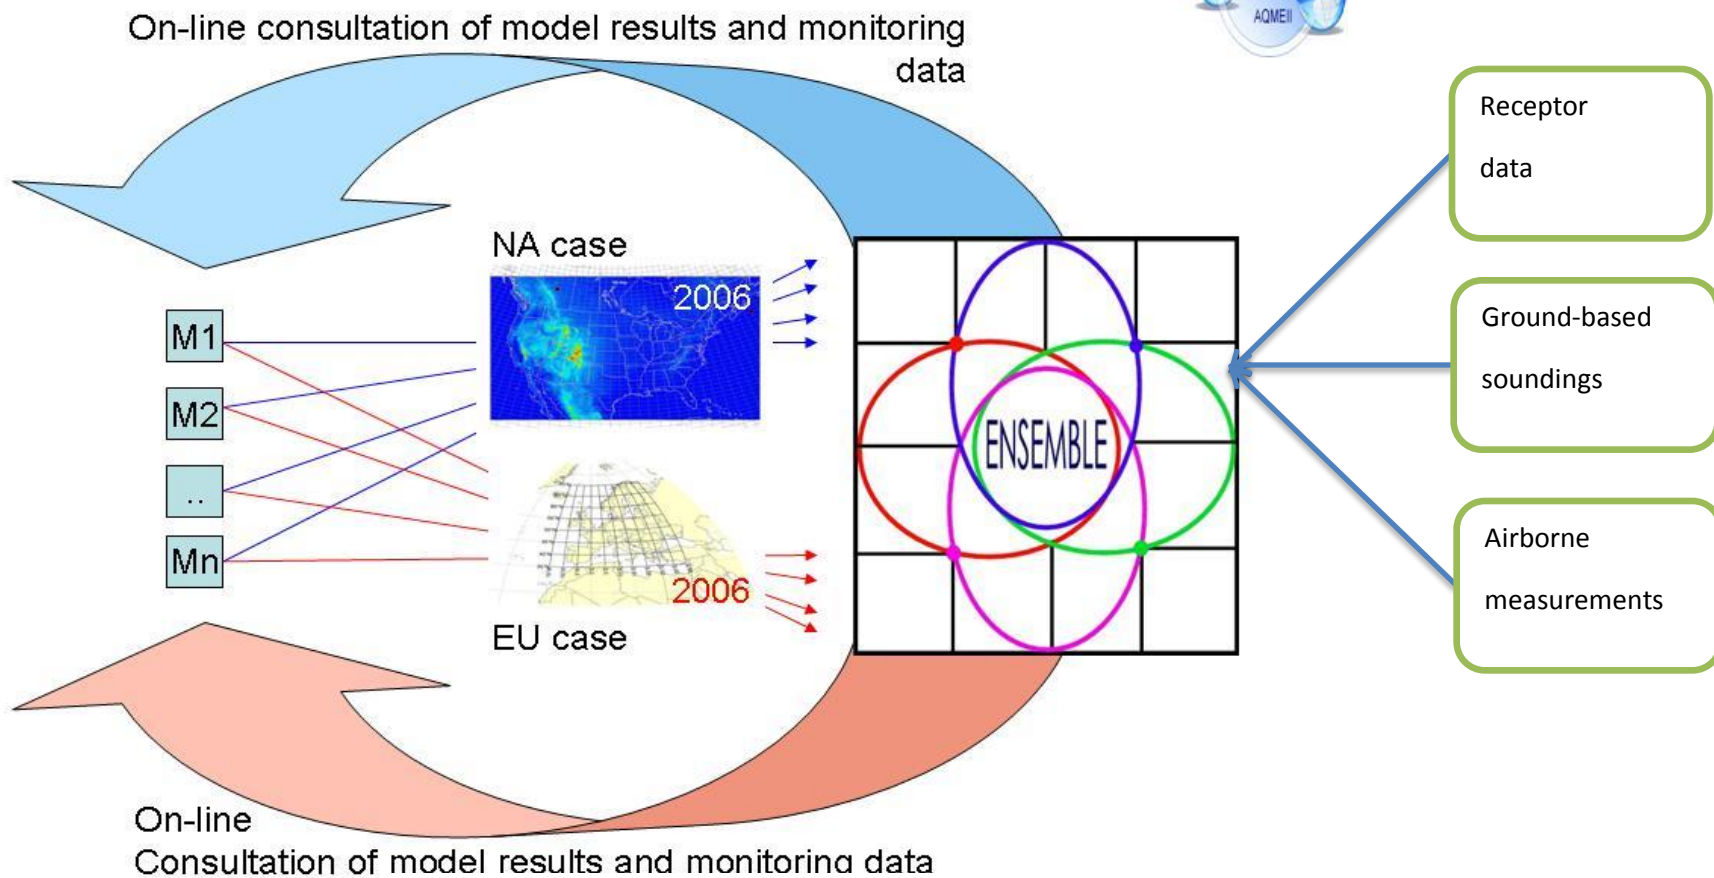 On-line consultation of model results and monitoring
data
AQMEII
Receptor
data
NA case
2006
M1
M2
..
Mn
ENSEMBLE
Ground-based
soundings
2006
EU case
Airborne
measurements
On-line
Consultation of model results and monitoring data